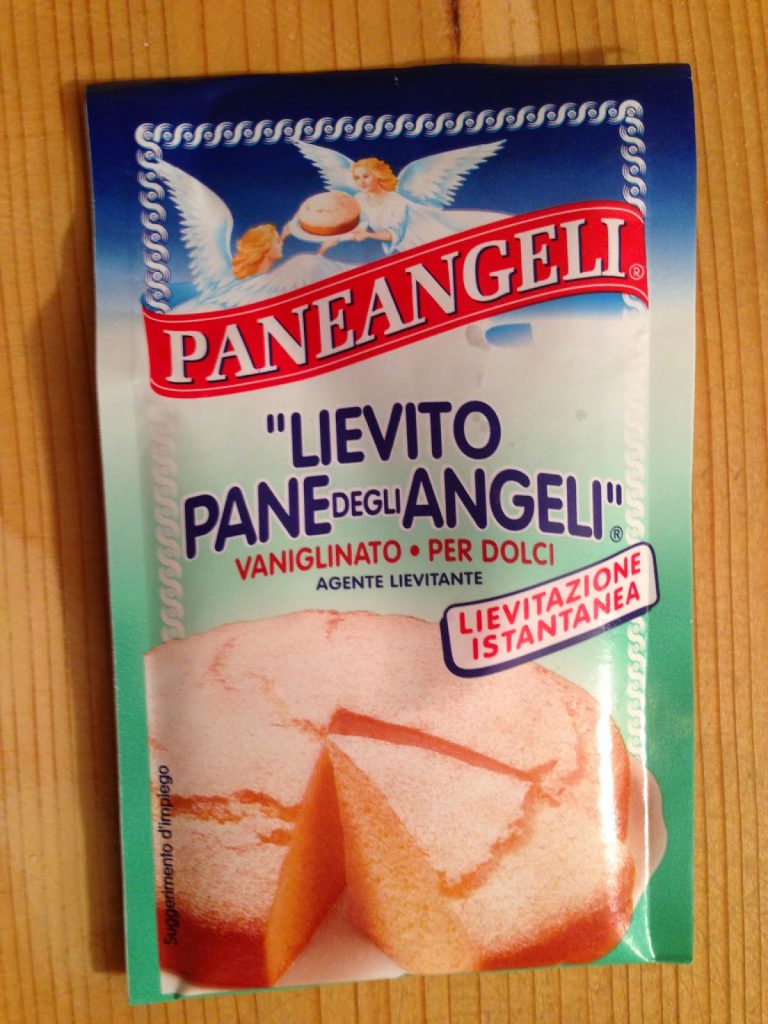 PANEANGELI®
"LIEVITO
PANE DEGLI ANGELI"®
VANIGLINATO • PER DOLCI
AGENTE LIEVITANTE
LIEVITAZIONE
ISTANTANEA
Suggerimento d'impiego